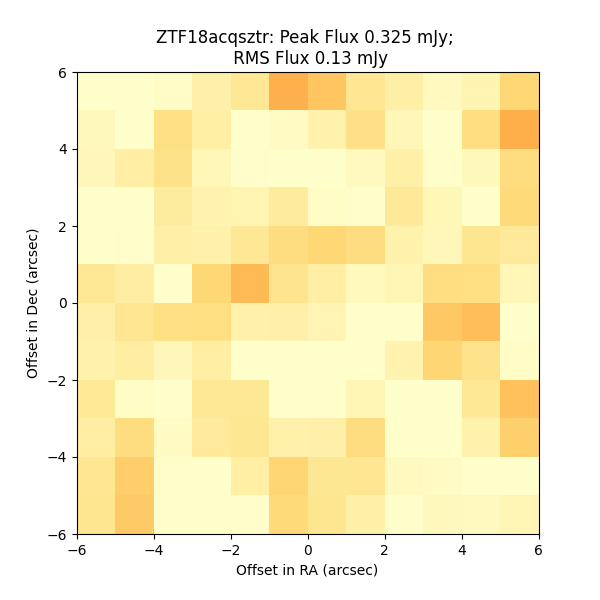 ZTF18acqsztr: Peak Flux 0.325 mJy;
RMS Flux 0.13 mJy
6
4
2
0
−2
−4
−6
Offset in Dec (arcsec)
−6 −4 −2 0 2 4 6
Offset in RA (arcsec)